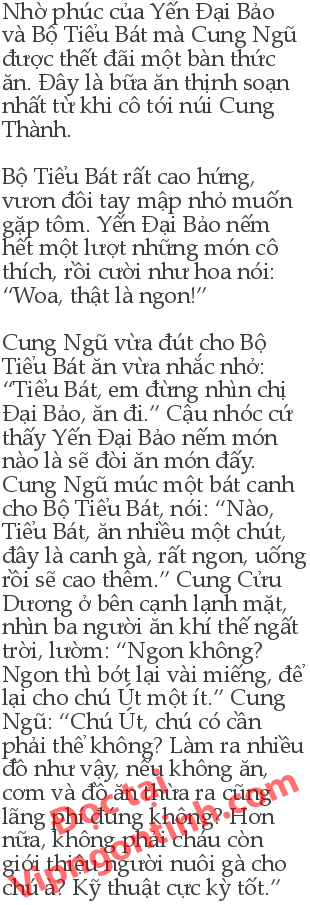 Nhờ phúc của Yến Đại Bảo
và Bộ Tiểu Bát mà Cung Ngũ
được thết đãi một bàn thức
ăn. Đây là bữa ăn thịnh soạn
nhất từ khi cô tới núi Cung
Thành.

Bộ Tiểu Bát rất cao hứng,
vươn đôi tay mập nhỏ muốn
gặp tôm. Yến Đại Bảo nếm
hết một lượt những món cô
thích, rồi cười như hoa nói:
“Woa, thật là ngon!”

Cung Ngũ vừa đút cho Bộ
Tiểu Bát ăn vừa nhắc nhở:
“Tiểu Bát, em đừng nhìn chị
Đại Bảo, ăn đi.” Cậu nhóc cứ
thấy Yến Đại Bảo nếm món
nào là sẽ đòi ăn món đấy.
Cung Ngũ múc một bát canh
cho Bộ Tiểu Bát, nói: “Nào,
Tiểu Bát, ăn nhiều một chút,
đây là canh gà, rất ngon, uống
rồi sẽ cao thêm.” Cung Cửu
Dương ở bên cạnh lạnh mặt,
nhìn ba người ăn khí thế ngất
trời, lườm: “Ngon không?
Ngon thì bớt lại vài miếng, để
lại cho chú Út một ít.” Cung
Ngũ: “Chú Út, chú có cần
phải thể không? Làm ra nhiều
đồ như vậy, nếu không ăn,
cơm và đồ ăn thừa ra cũng
lãng phí đúng không? Hơn
nữa, không phải cháu còn
giới thiệu người nuôi gà cho
chú à? Kỹ thuật cực kỳ tốt.”
Đọc tại
Vipngontinh.com